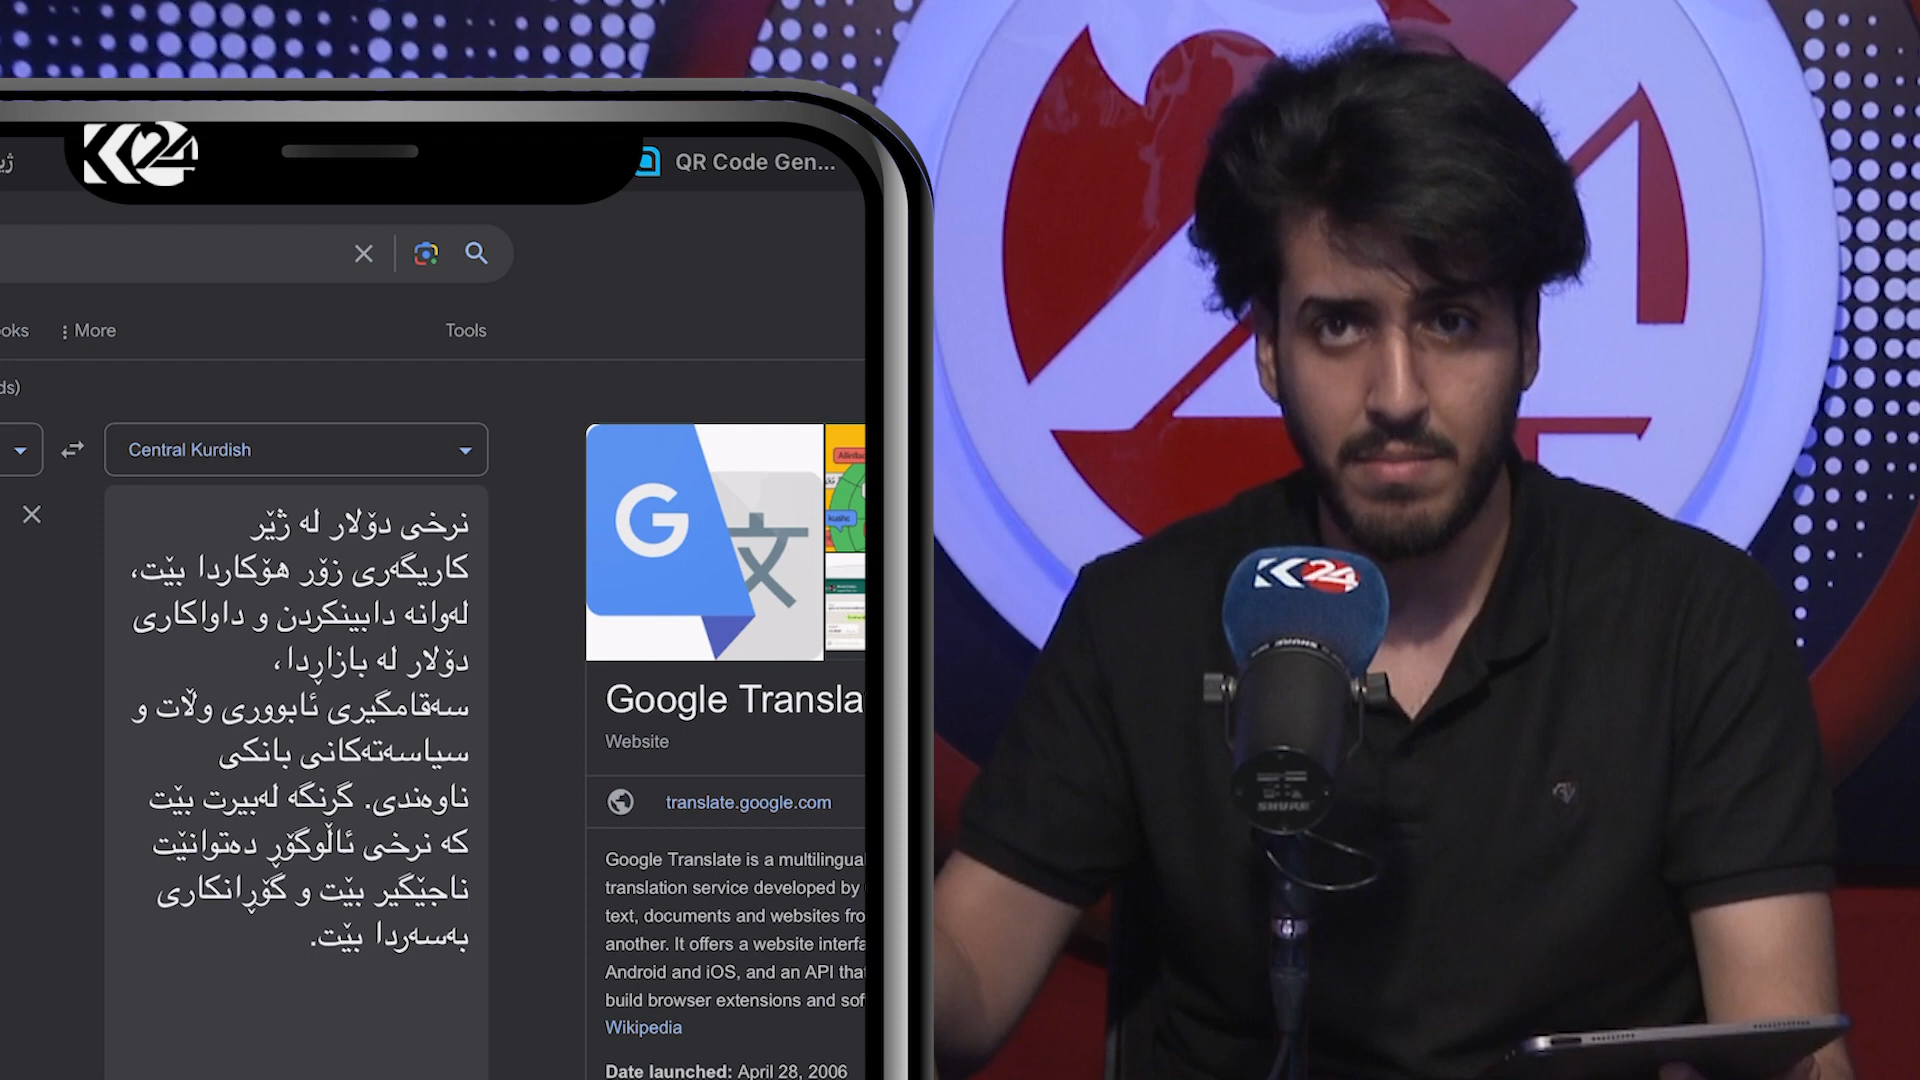 K24
QR Code Gen...
More
Tools
Central Kurdish
نرخی دۆلار لە ژێر
کاریگەری زۆر هۆکاردا بێت،
لەوانە دابینکردن و داواکاری
دۆلار لە بازاڕدا،
سەقامگیری ئابووری وڵات و
سیاسەتەکانی بانکی
ناوەندی. گرنگە لەبیرت بێت
کە نرخی ئاڵوگۆڕ دەتوانێت
ناجێگیر بێت و گۆڕانکاری
بەسەردا بێت.
G
文
Google Transla
Website
translate.google.com
Google Translate is a multilingual
translation service developed by
text, documents and websites fro
another. It offers a website interfa
Android and iOS, and an API that
build browser extensions and sof
Wikipedia
Date launched: April 28, 2006
K24
SHURE